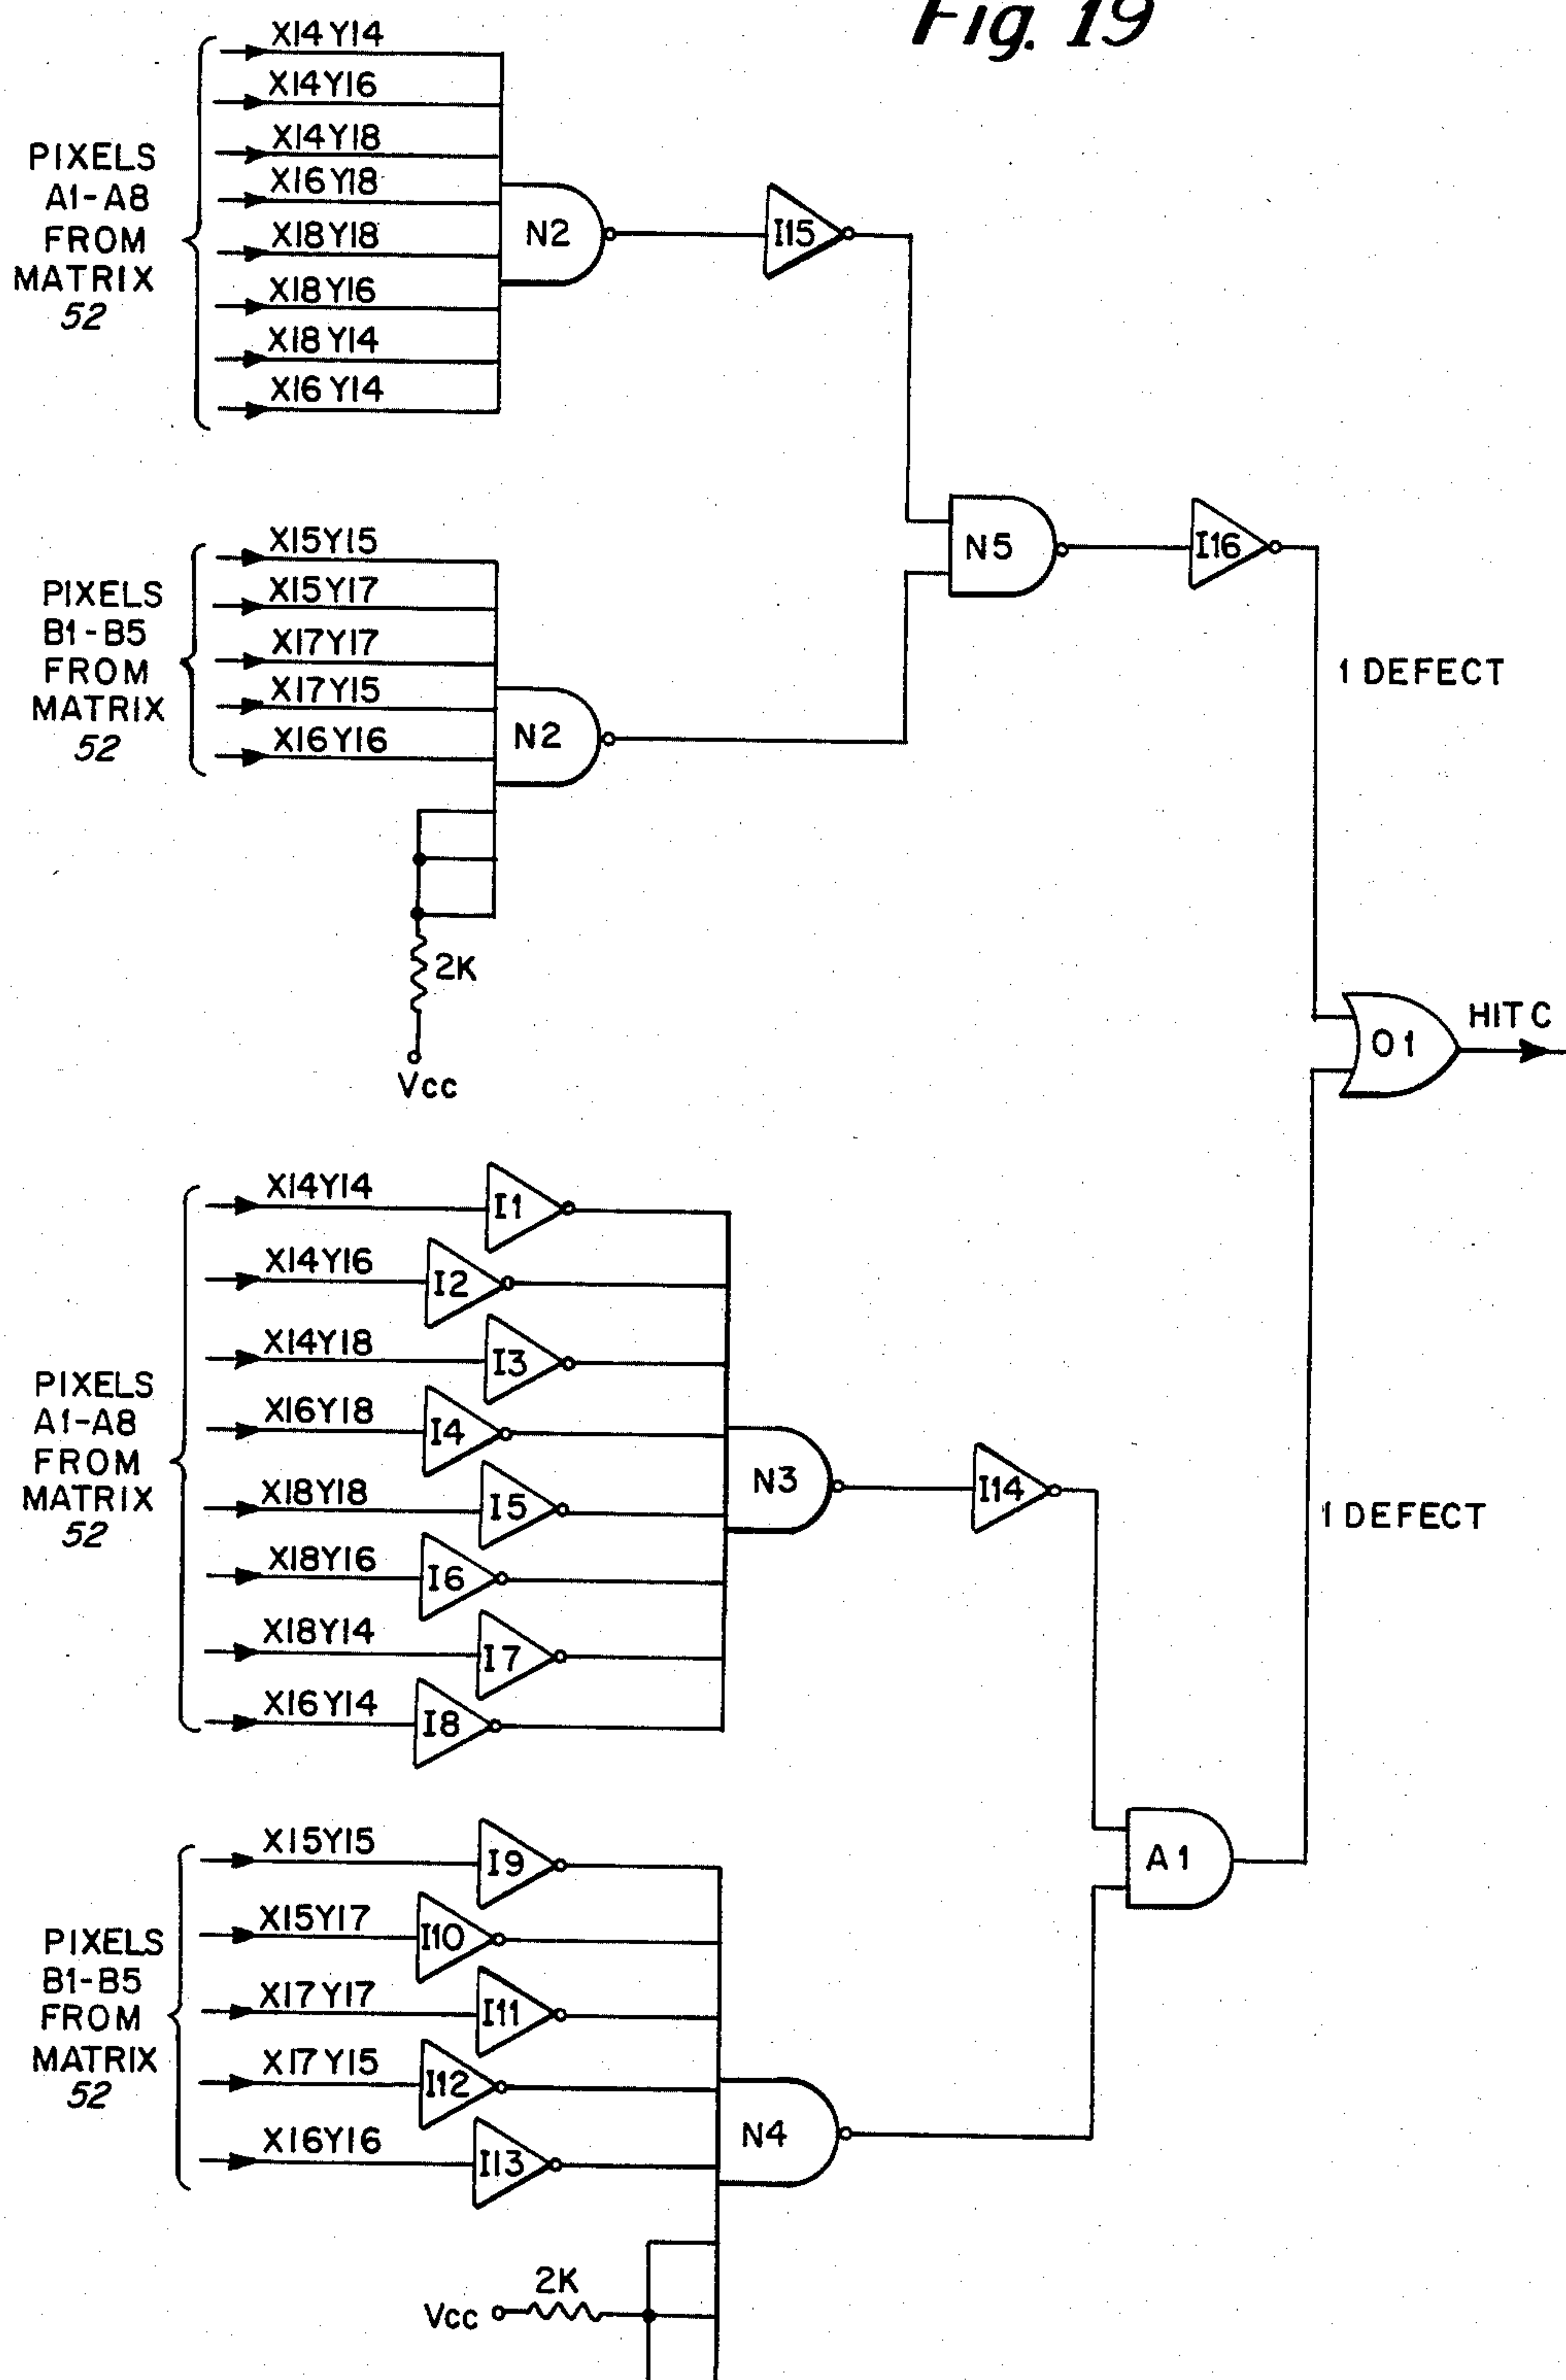 Fig. 19
X14Y14
X14Y16
X14Y18
X16Y18
X18Y18
X18Y16
X18Y14
X16Y14
PIXELS
A1-A8
FROM
MATRIX
52
N2
I15
X15Y15
X15Y17
X17Y17
X17Y15
X16Y16
PIXELS
B1-B5
FROM
MATRIX
52
N2
N5
I16
1 DEFECT
2K
Vcc
O1
HIT C
X14Y14
X14Y16
X14Y18
X16Y18
X18Y18
X18Y16
X18Y14
X16Y14
PIXELS
A1-A8
FROM
MATRIX
52
I1
I2
I3
I4
I5
I6
I7
I8
N3
I14
1 DEFECT
A1
X15Y15
X15Y17
X17Y17
X17Y15
X16Y16
PIXELS
B1-B5
FROM
MATRIX
52
I9
I10
I11
I12
I13
N4
2K
Vcc